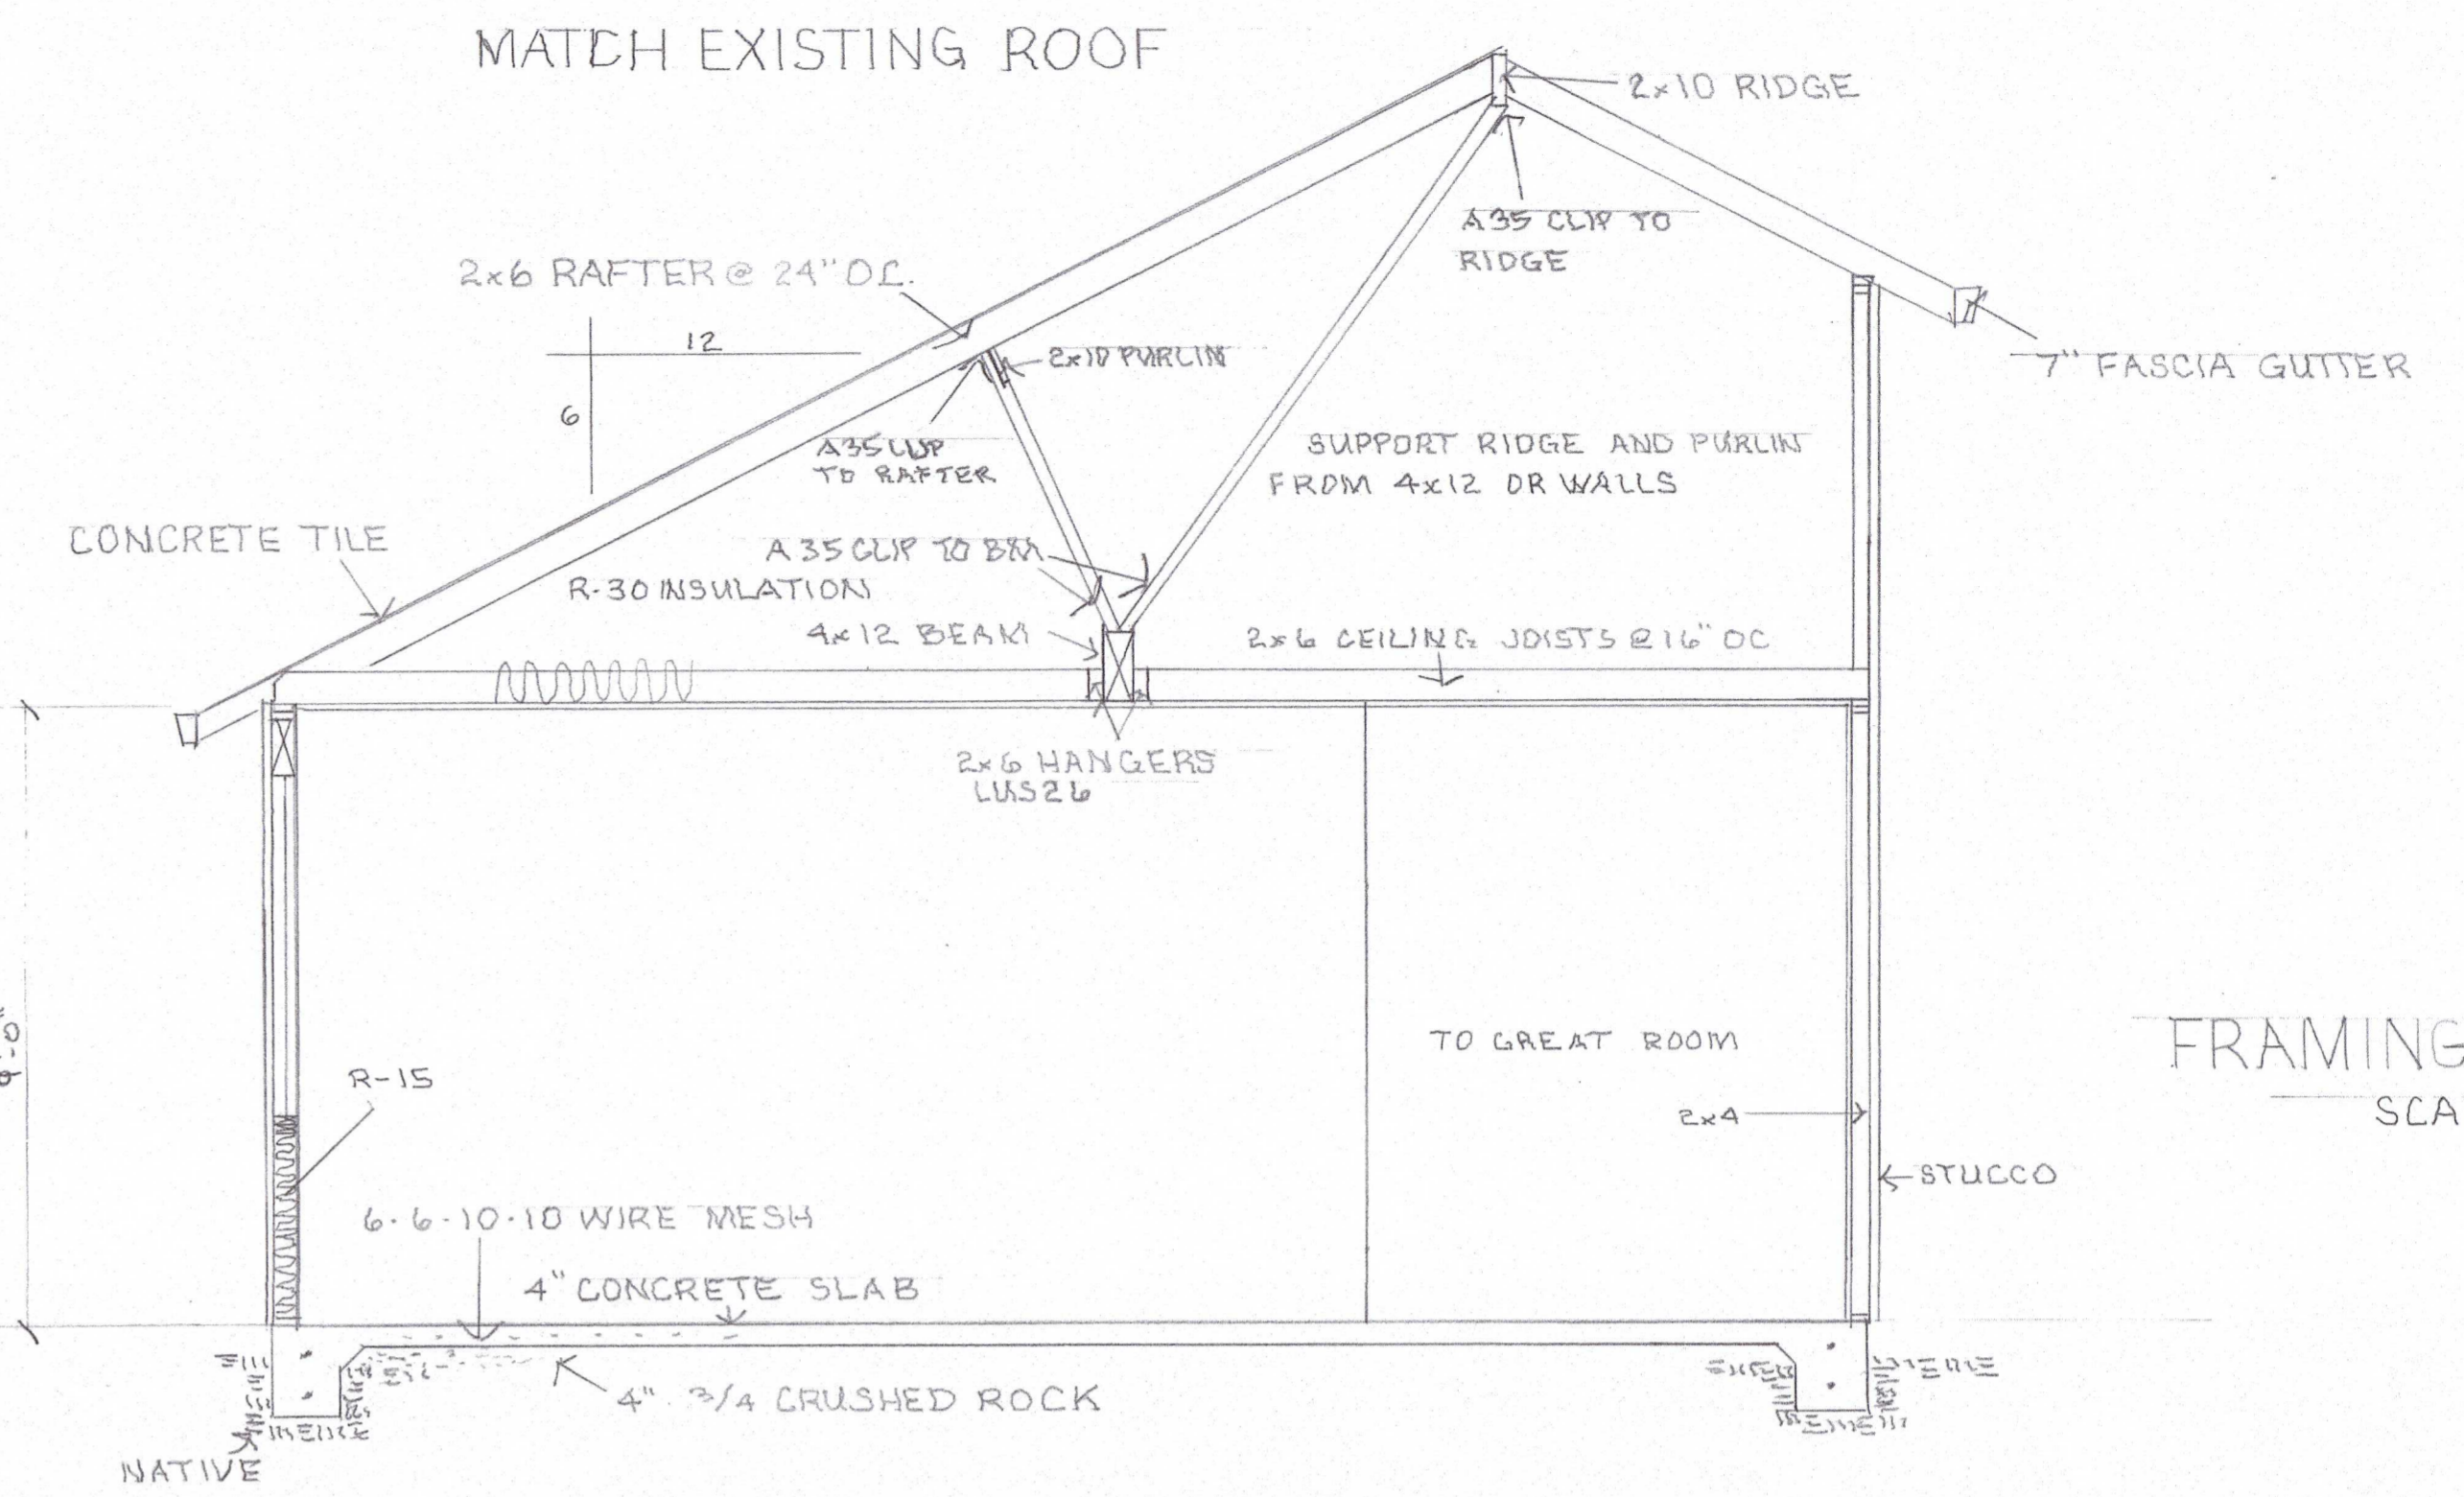 MATCH EXISTING ROOF
2x10 RIDGE
A35 CLIP TO
RIDGE
2x6 RAFTER @ 24" O.C.
12
6
2x10 PURLIN
7" FASCIA GUTTER
A35 CLIP
TO RAFTER
SUPPORT RIDGE AND PURLIN
FROM 4x12 OR WALLS
CONCRETE TILE
A35 CLIP TO BM
R-30 INSULATION
4x12 BEAM
2x6 CEILING JOISTS @ 16" OC
2x6 HANGERS
LUS26
TO GREAT ROOM
FRAMING
SCA
R-15
2x4
STUCCO
6·6·10·10 WIRE MESH
4" CONCRETE SLAB
4" 3/4 CRUSHED ROCK
NATIVE